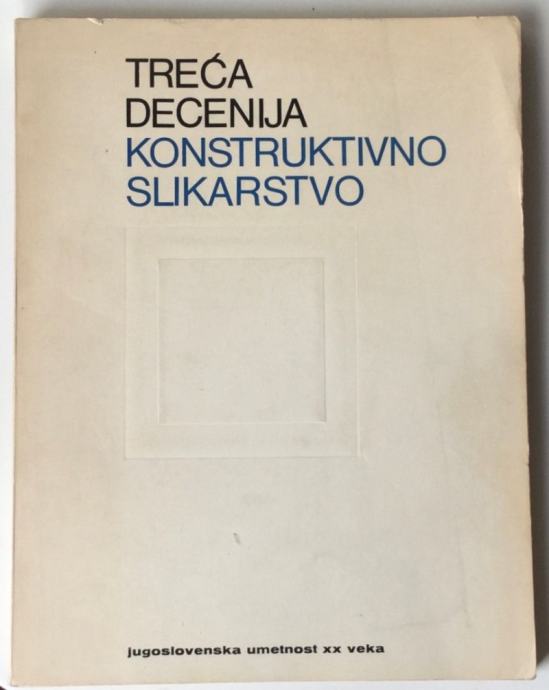 TREĆA
DECENIJA
KONSTRUKTIVNO
SLIKARSTVO
jugoslovenska umetnost xx veka